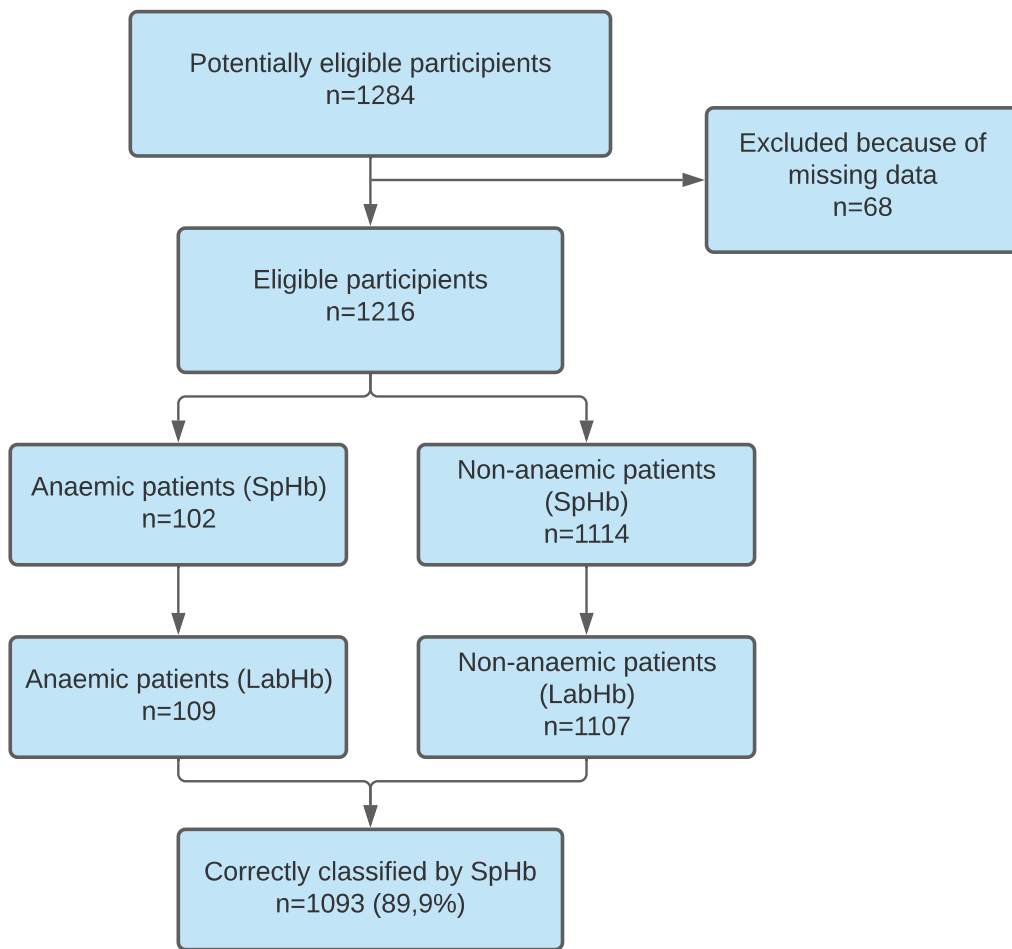 Potentially eligible participients
n=1284
Excluded because of
missing data
n=68
Eligible participients
n=1216
Anaemic patients (SpHb)
n=102
Non-anaemic patients
(SpHb)
n=1114
Anaemic patients (LabHb)
n=109
Non-anaemic patients
(LabHb)
n=1107
Correctly classified by SpHb
n=1093 (89,9%)